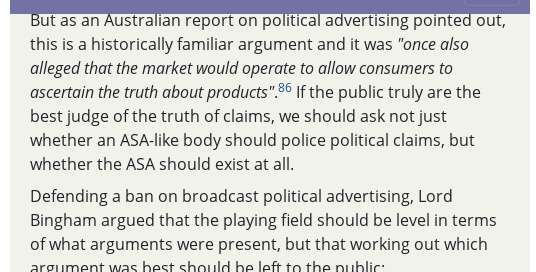 But as an Australian report on political advertising pointed out,
this is a historically familiar argument and it was "once also
alleged that the market would operate to allow consumers to
ascertain the truth about products".86 If the public truly are the
best judge of the truth of claims, we should ask not just
whether an ASA-like body should police political claims, but
whether the ASA should exist at all.
Defending a ban on broadcast political advertising, Lord
Bingham argued that the playing field should be level in terms
of what arguments were present, but that working out which
argument was best should be left to the public: